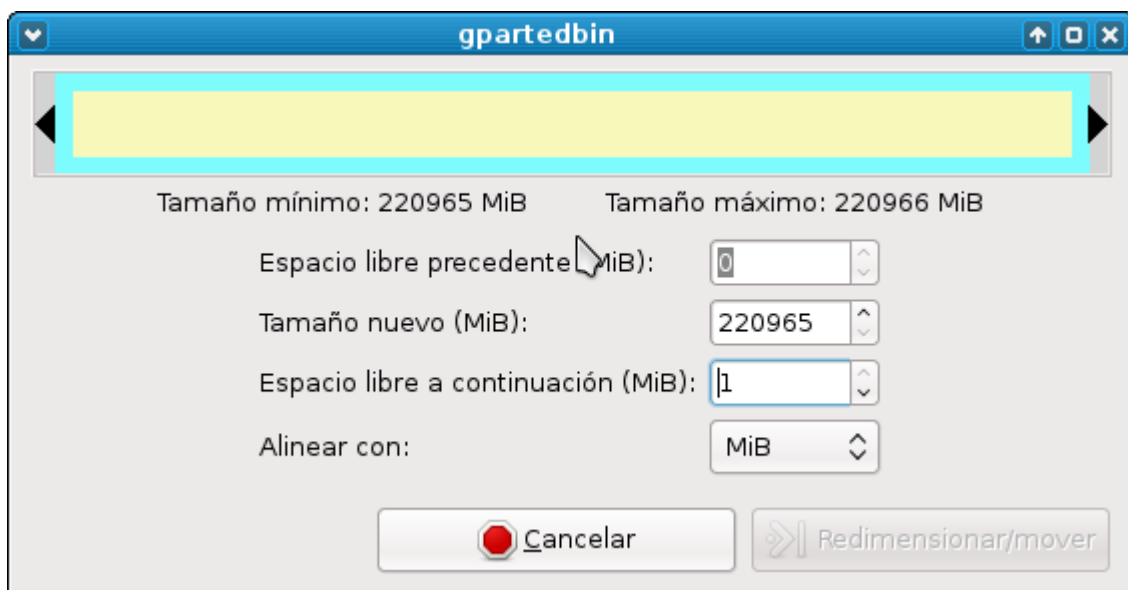 gpartedbin
Tamaño mínimo: 220965 MiB Tamaño máximo: 220966 MiB
Espacio libre precedente (MiB): 0
Tamaño nuevo (MiB): 220965
Espacio libre a continuación (MiB): 1
Alinear con: MiB
Cancelar Redimensionar/mover